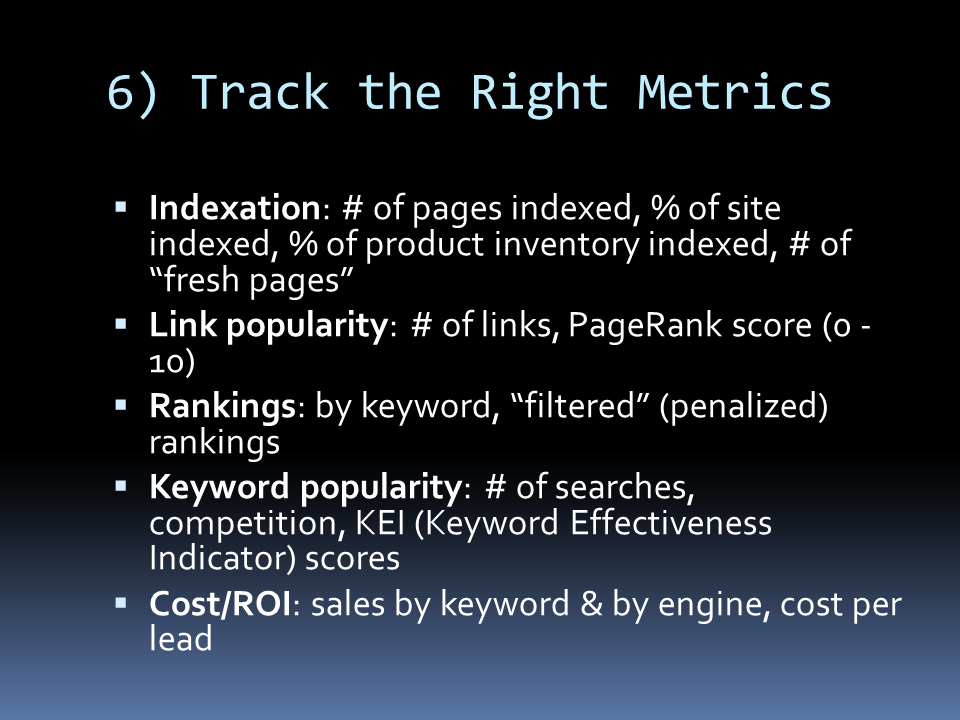 6) Track the Right Metrics
▪ Indexation: # of pages indexed, % of site
indexed, % of product inventory indexed, # of
“fresh pages”
▪ Link popularity: # of links, PageRank score (0 -
10)
▪ Rankings: by keyword, “filtered” (penalized)
rankings
▪ Keyword popularity: # of searches,
competition, KEI (Keyword Effectiveness
Indicator) scores
▪ Cost/ROI: sales by keyword & by engine, cost per
lead